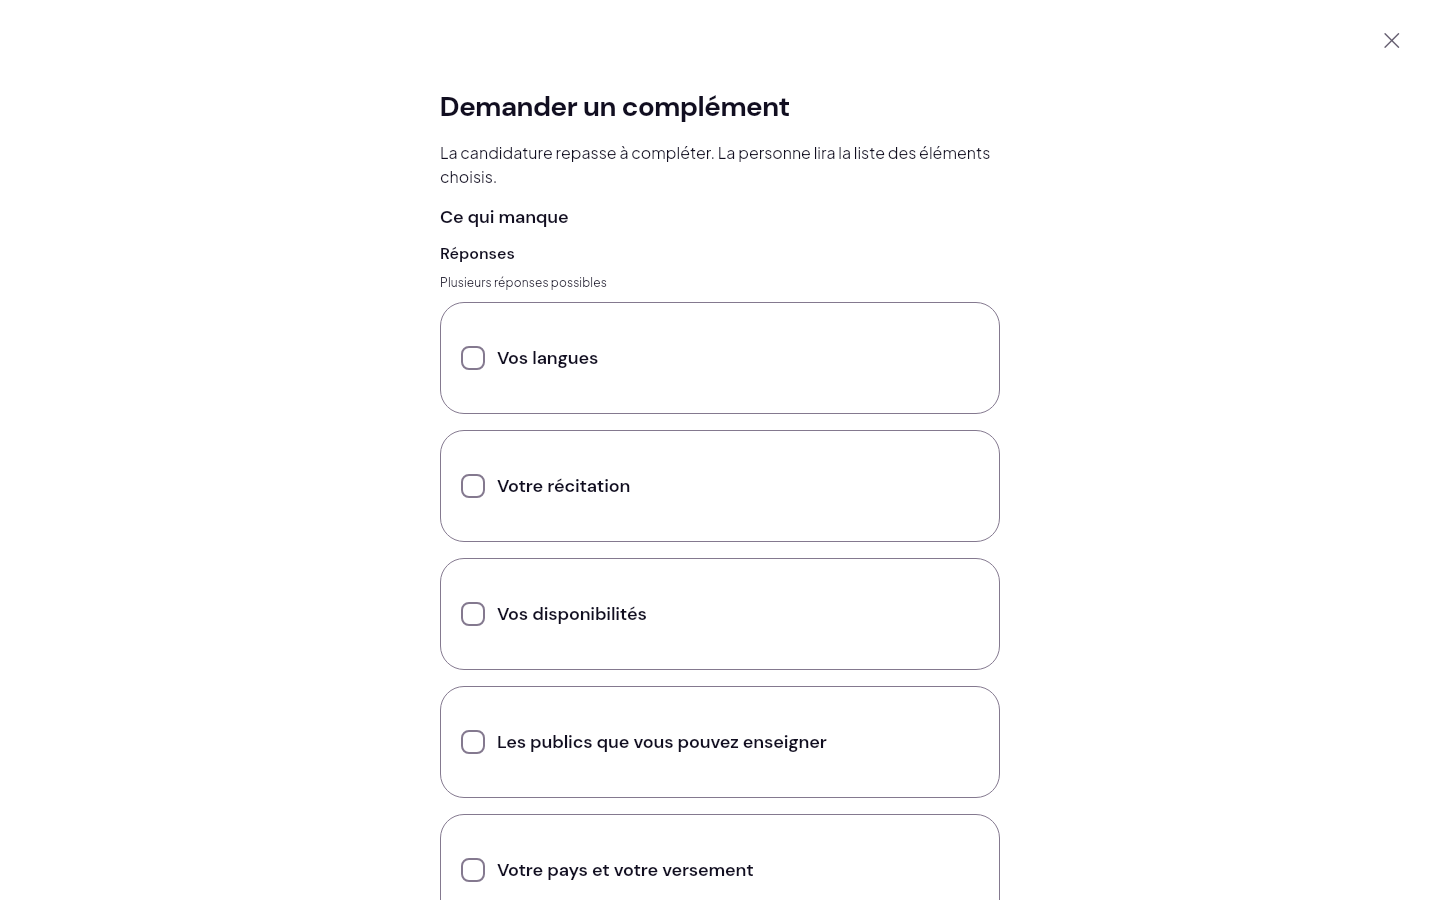 Demander un complément
La candidature repasse à compléter. La personne lira la liste des éléments
choisis.
Ce qui manque
Réponses
Plusieurs réponses possibles
Vos langues
Votre récitation
Vos disponibilités
Les publics que vous pouvez enseigner
Votre pays et votre versement